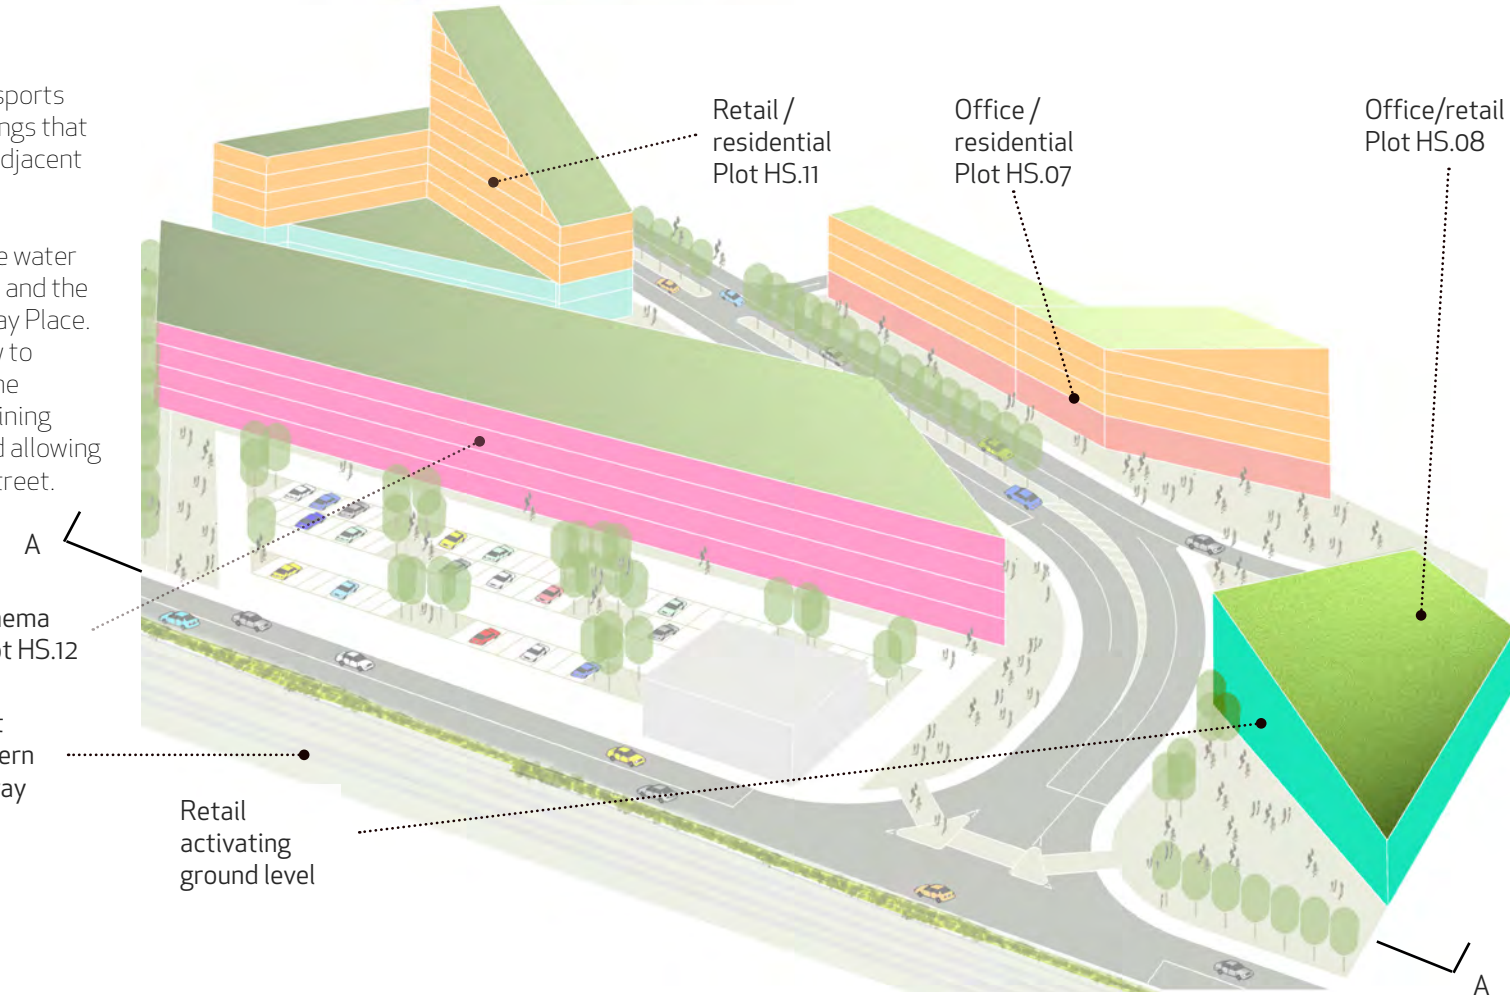 sports
ngs that
djacent
e water
and the
ay Place.
y to
ne
ining
d allowing
treet.
A
nema
ot HS.12
t
ern
ay
Retail
activating
ground level
Retail /
residential
Plot HS.11
Office /
residential
Plot HS.07
Office/retail
Plot HS.08
A